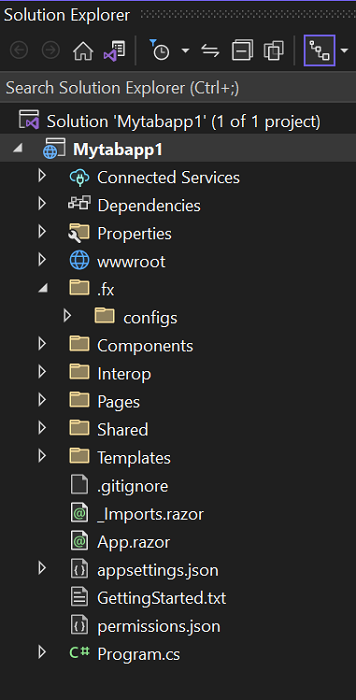 Solution Explorer
Search Solution Explorer (Ctrl+;)
Solution 'Mytabapp1' (1 of 1 project)
Mytabapp1
Connected Services
Dependencies
Properties
wwwroot
.fx
configs
Components
Interop
Pages
Shared
Templates
.gitignore
_Imports.razor
App.razor
appsettings.json
GettingStarted.txt
permissions.json
C# Program.cs